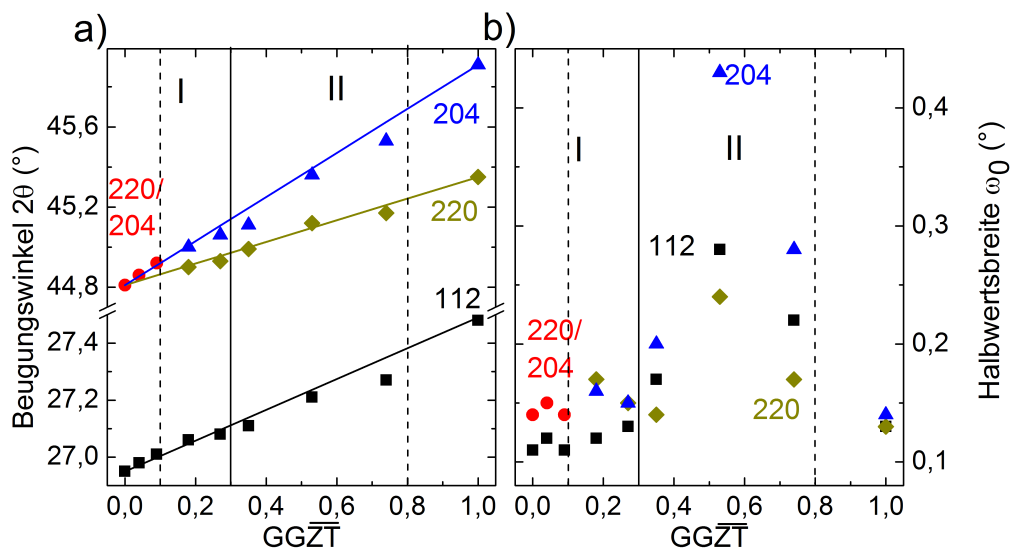 a)
Beugungswinkel 2θ (°)
45,6
45,2
44,8
27,4
27,2
27,0
I
II
204
220/
204
220
112
0,0 0,2 0,4 0,6 0,8 1,0
GGZ̅T̅
b)
204
I
II
112
220/
204
220
0,4
0,3
0,2
0,1
Halbwertsbreite ω0 (°)
0,0 0,2 0,4 0,6 0,8 1,0
GGZ̅T̅